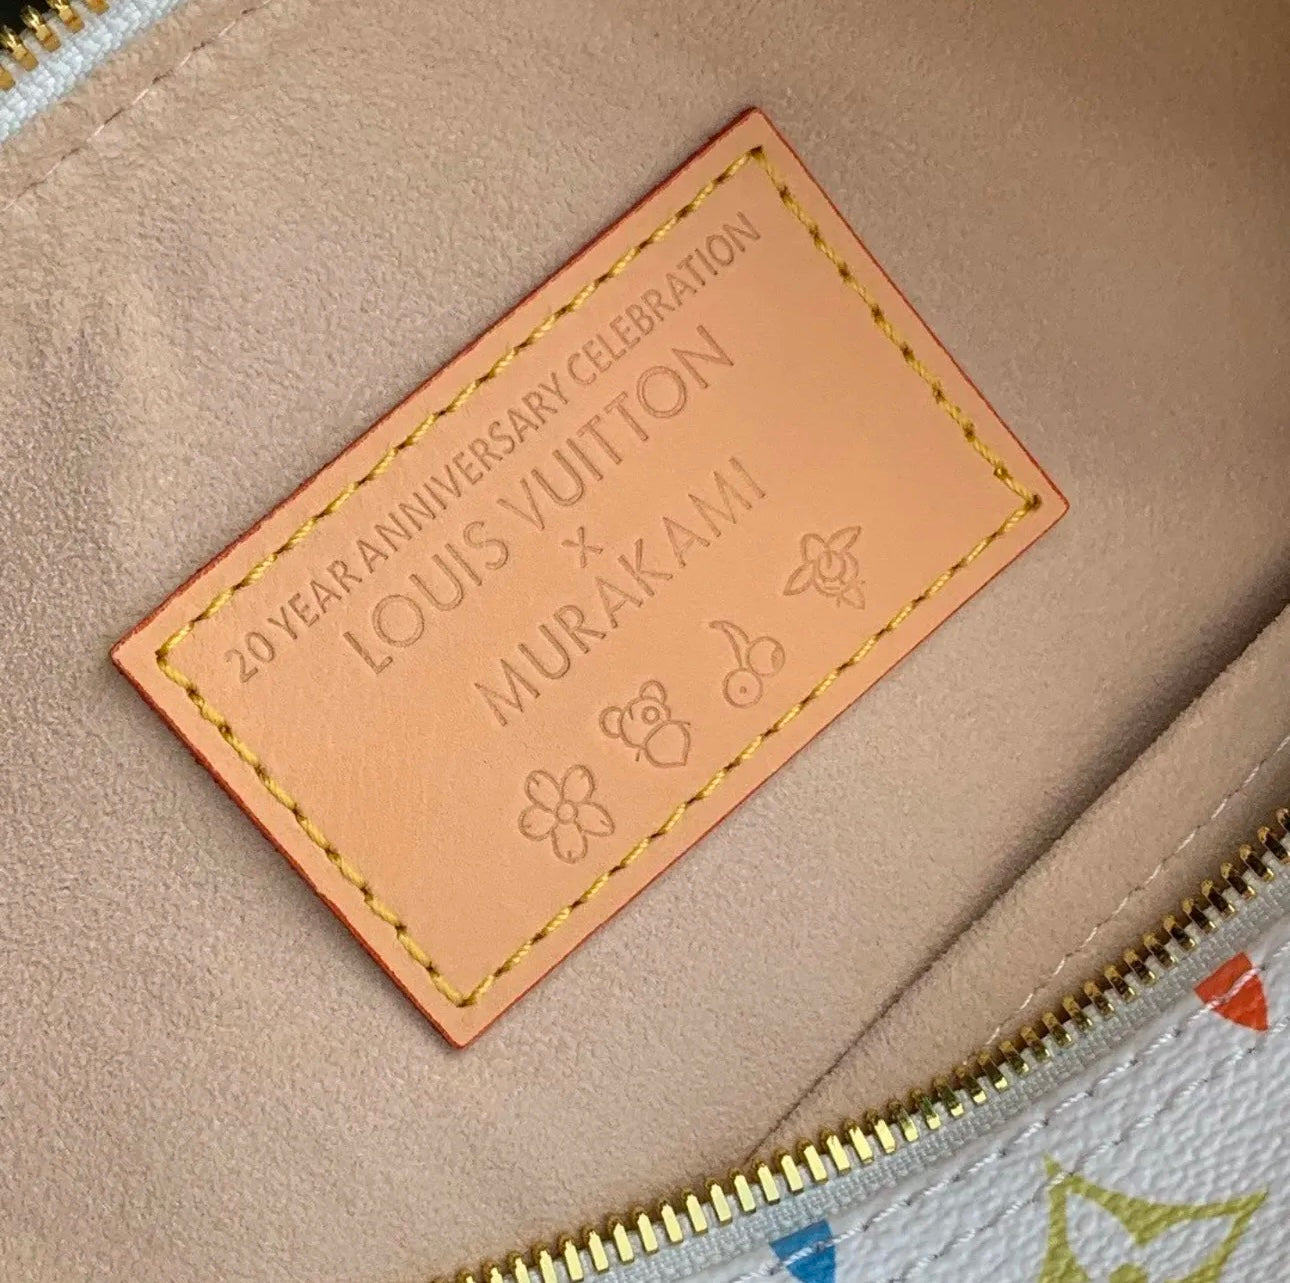 20 YEAR ANNIVERSARY CELEBRATION
LOUIS VUITTON
x
MURAKAMI